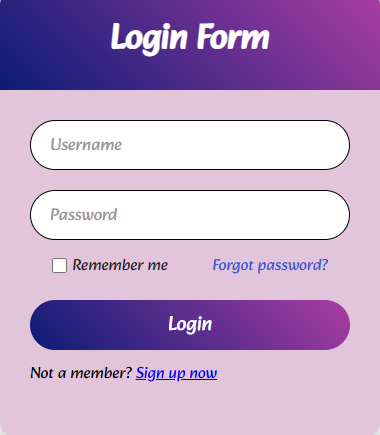 Login Form
Username
Password
Remember me Forgot password?
Login
Not a member? Sign up now